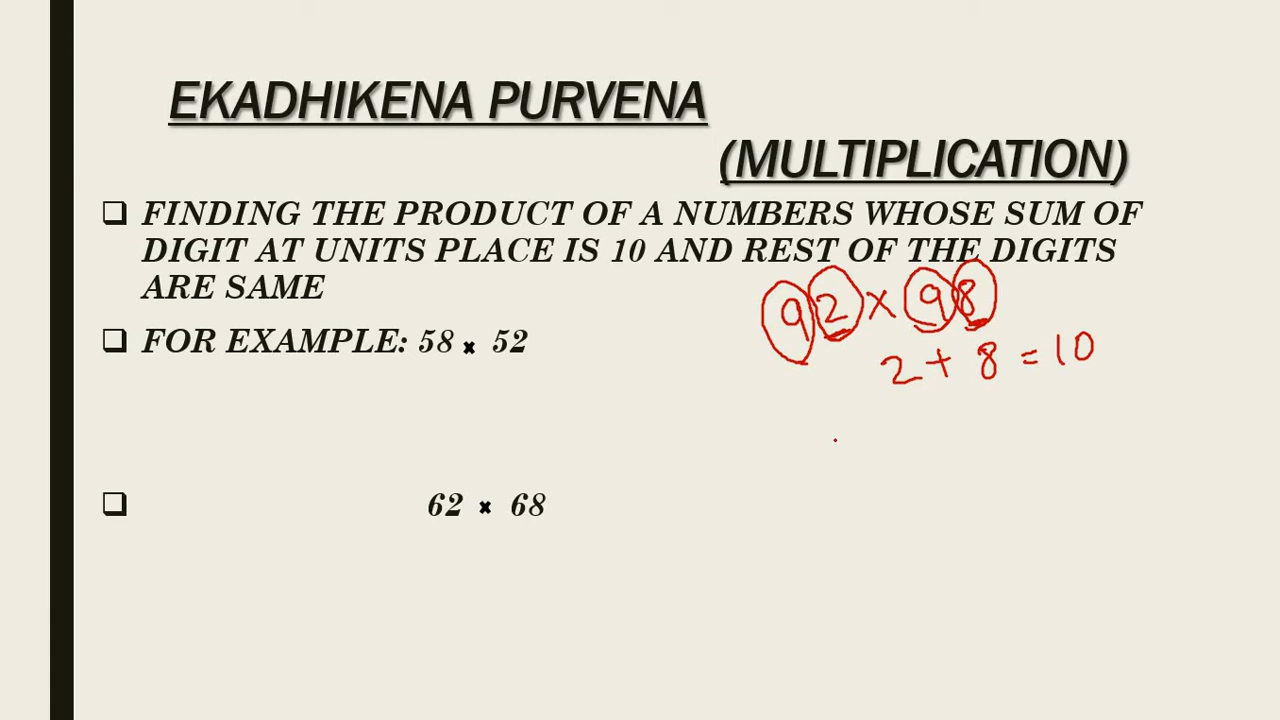 EKADHIKENA PURVENA
(MULTIPLICATION)
FINDING THE PRODUCT OF A NUMBERS WHOSE SUM OF
DIGIT AT UNITS PLACE IS 10 AND REST OF THE DIGITS
ARE SAME
92 × 98
FOR EXAMPLE: 58 × 52
2 + 8 = 10
62 × 68